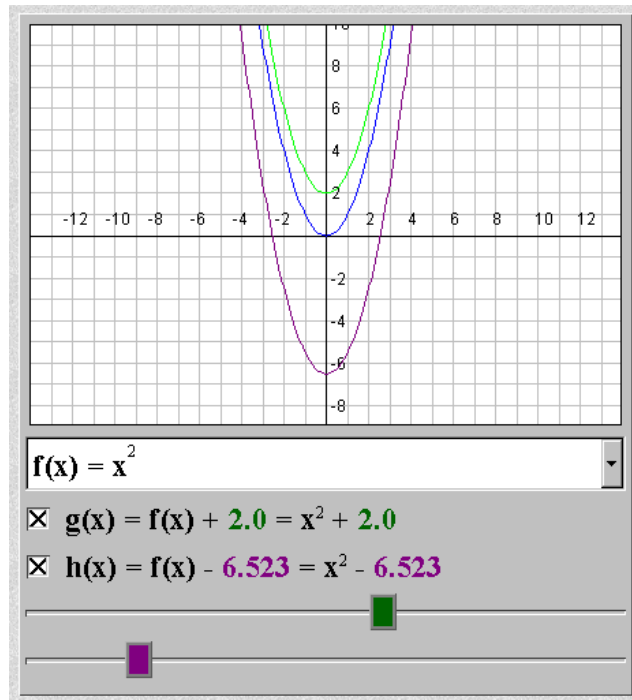 10
8
6
4
2
-12 -10 -8 -6 -4 -2 2 4 6 8 10 12
-2
-4
-6
-8
f(x) = x²
g(x) = f(x) + 2.0 = x² + 2.0
h(x) = f(x) - 6.523 = x² - 6.523